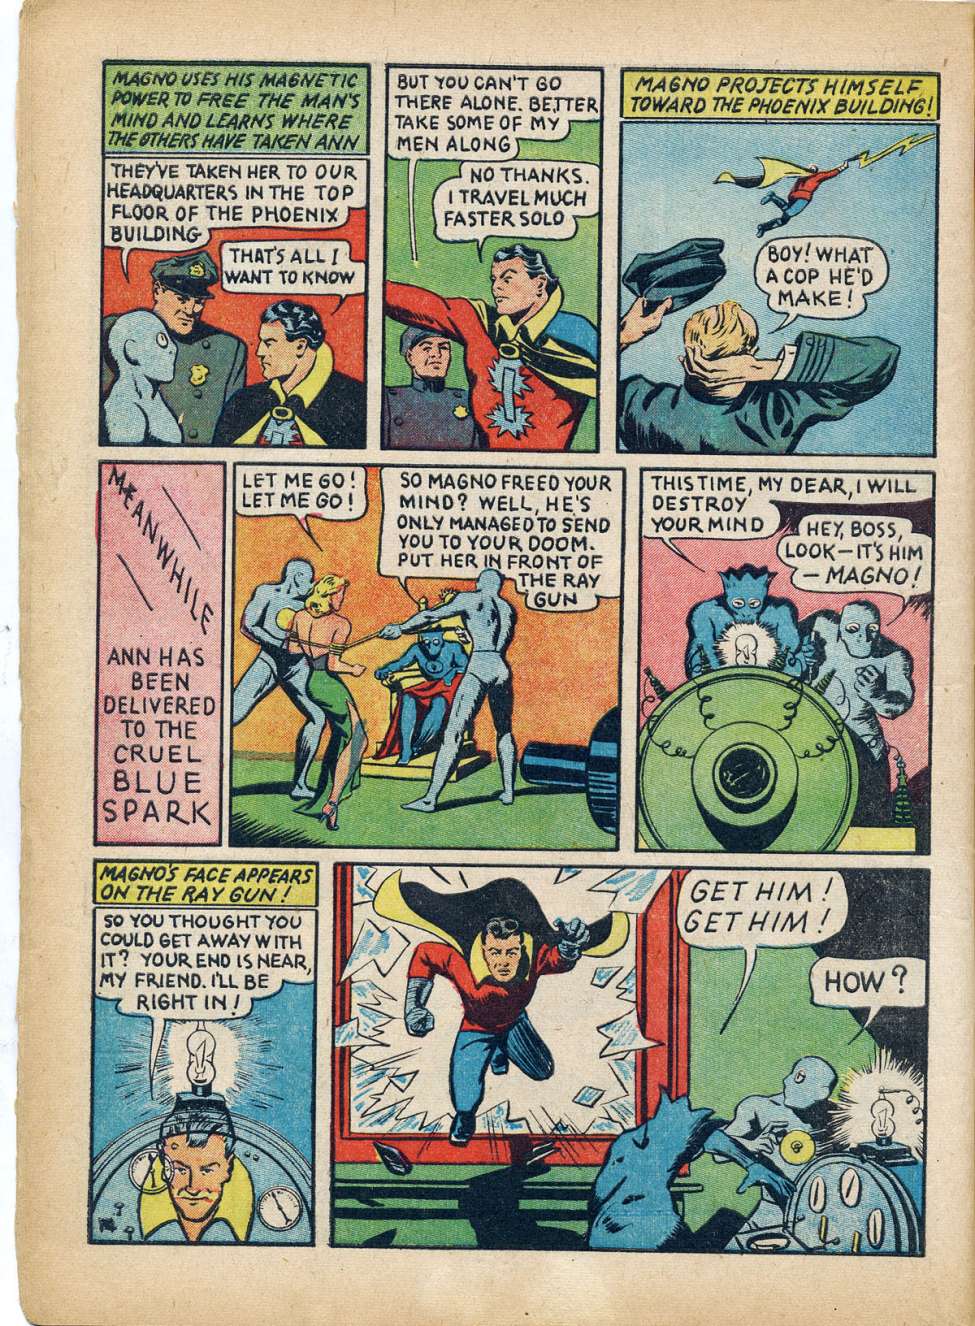 MAGNO USES HIS MAGNETIC
POWER TO FREE THE MAN'S
MIND AND LEARNS WHERE
THE OTHERS HAVE TAKEN ANN
THEY'VE TAKEN HER TO OUR
HEADQUARTERS IN THE TOP
FLOOR OF THE PHOENIX
BUILDING
THAT'S ALL I
WANT TO KNOW
BUT YOU CAN'T GO
THERE ALONE. BETTER
TAKE SOME OF MY
MEN ALONG
NO THANKS.
I TRAVEL MUCH
FASTER SOLO
MAGNO PROJECTS HIMSELF
TOWARD THE PHOENIX BUILDING!
BOY! WHAT
A COP HE'D
MAKE!
MEANWHILE
ANN HAS
BEEN
DELIVERED
TO THE
CRUEL
BLUE
SPARK
LET ME GO!
LET ME GO!
SO MAGNO FREED YOUR
MIND? WELL, HE'S
ONLY MANAGED TO SEND
YOU TO YOUR DOOM.
PUT HER IN FRONT OF
THE RAY
GUN
THIS TIME, MY DEAR, I WILL
DESTROY
YOUR MIND
HEY, BOSS,
LOOK-IT'S HIM
-MAGNO!
MAGNO'S FACE APPEARS
ON THE RAY GUN!
SO YOU THOUGHT YOU
COULD GET AWAY WITH
IT? YOUR END IS NEAR,
MY FRIEND. I'LL BE
RIGHT IN!
GET HIM!
GET HIM!
HOW?